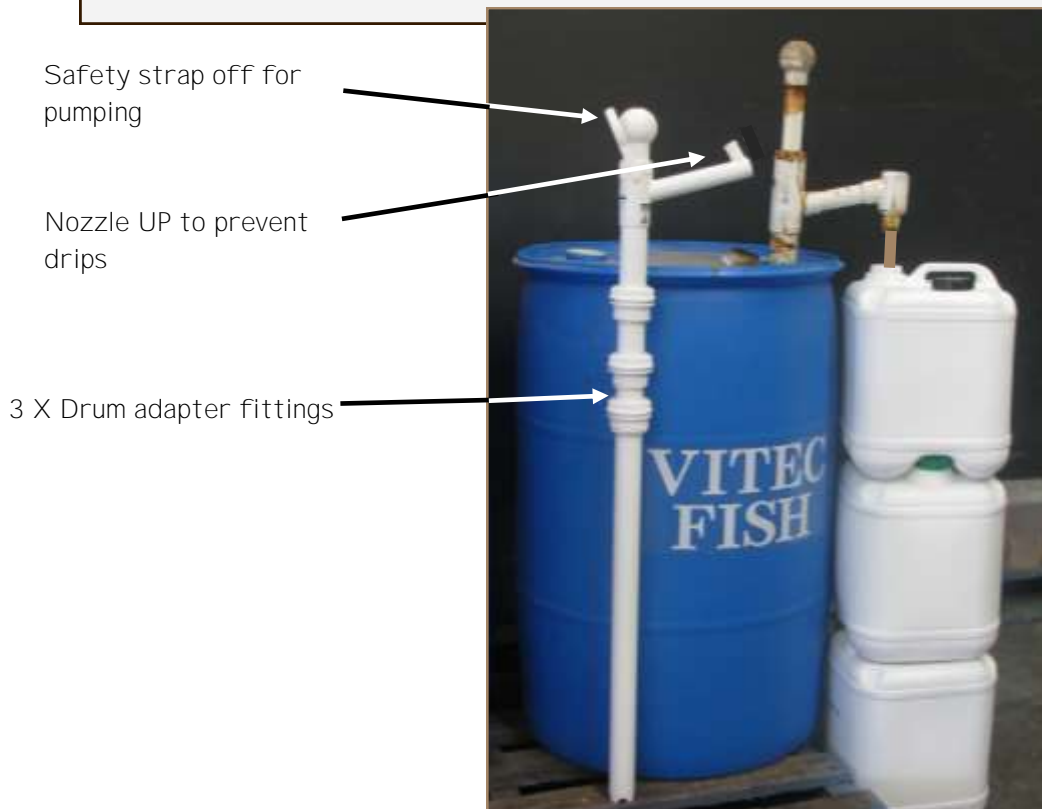 Safety strap off for
pumping
Nozzle UP to prevent
drips
3 X Drum adapter fittings
VITEC
FISH